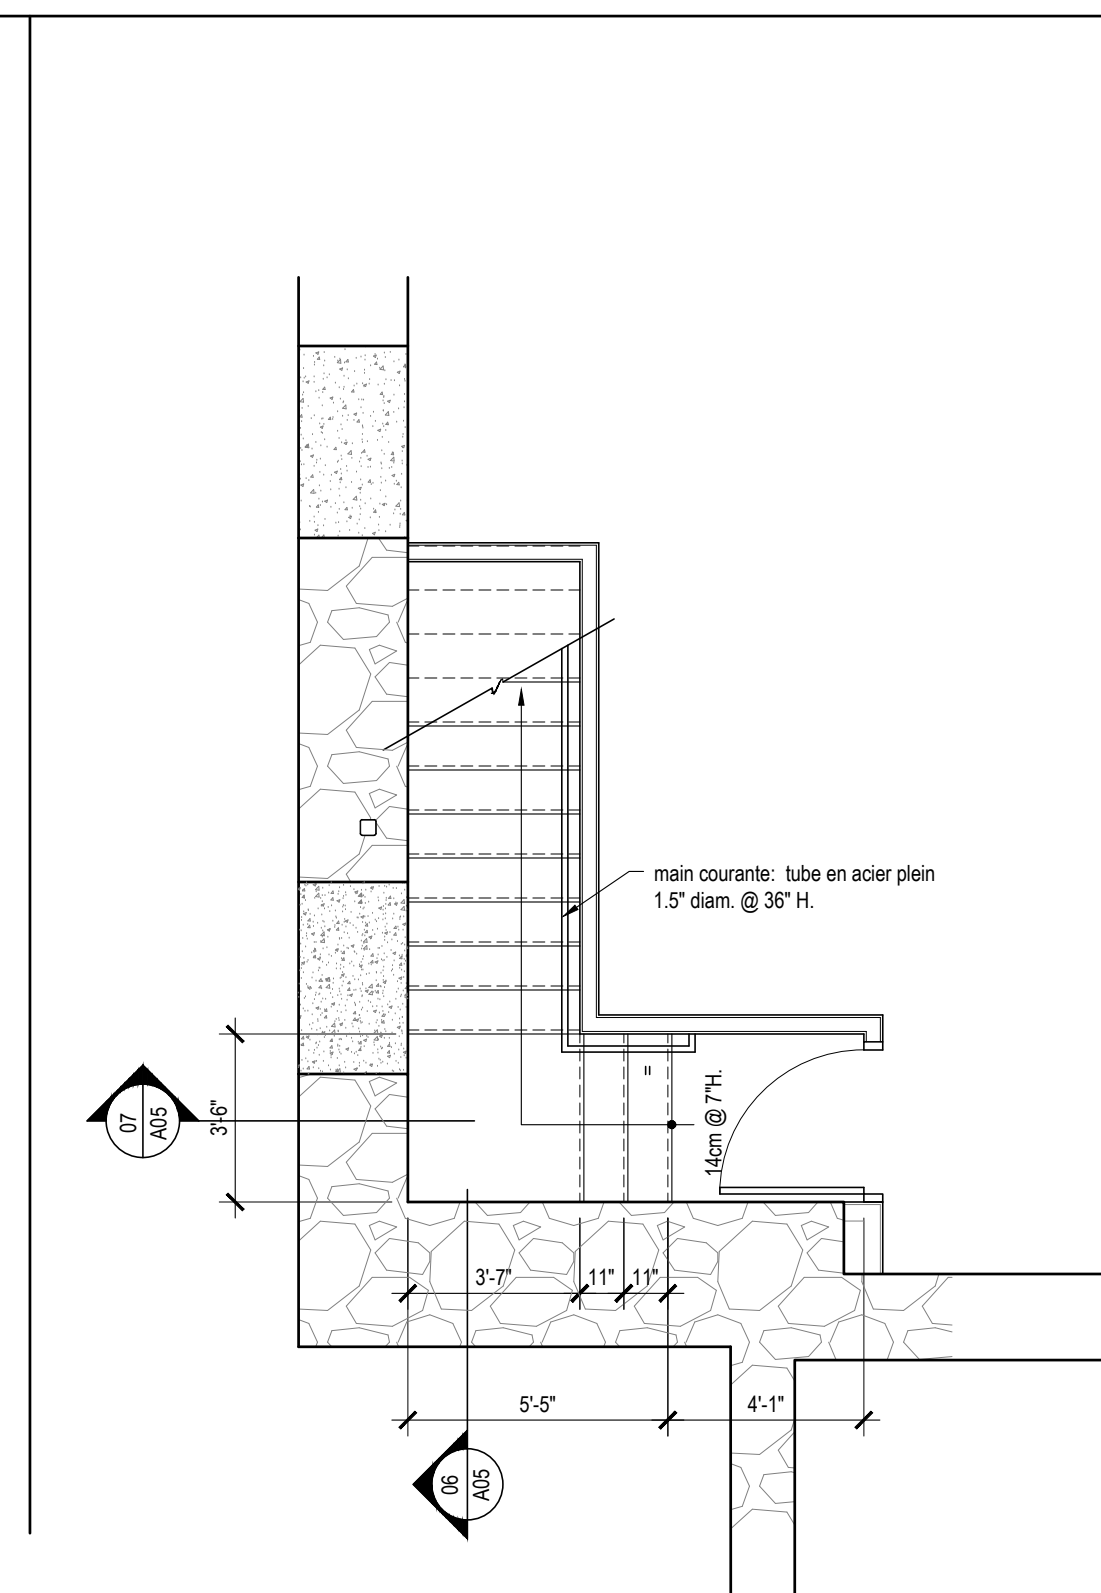 main courante: tube en acier plein
1.5" diam. @ 36" H.
"
14cm @ 7"H.
3'-6"
07
A05
3'-7"
11"
11"
5'-5"
4'-1"
06
A05